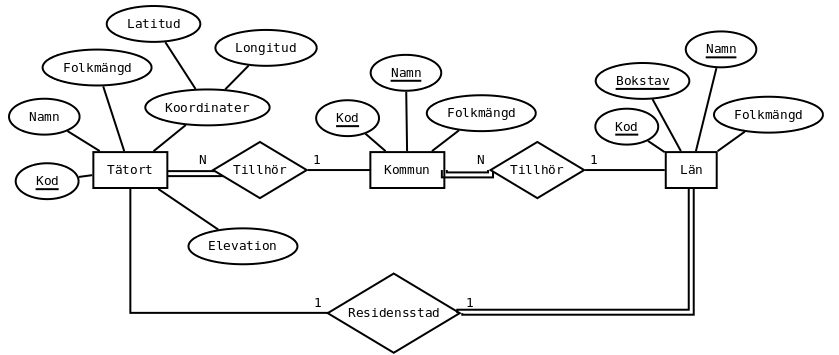 Latitud
Longitud
Namn
Folkmängd
Namn
Bokstav
Koordinater
Namn
Kod
Folkmängd
Folkmängd
Kod
N
1
N
1
Tätort
Tillhör
Kommun
Tillhör
Län
Kod
Elevation
1
1
Residensstad